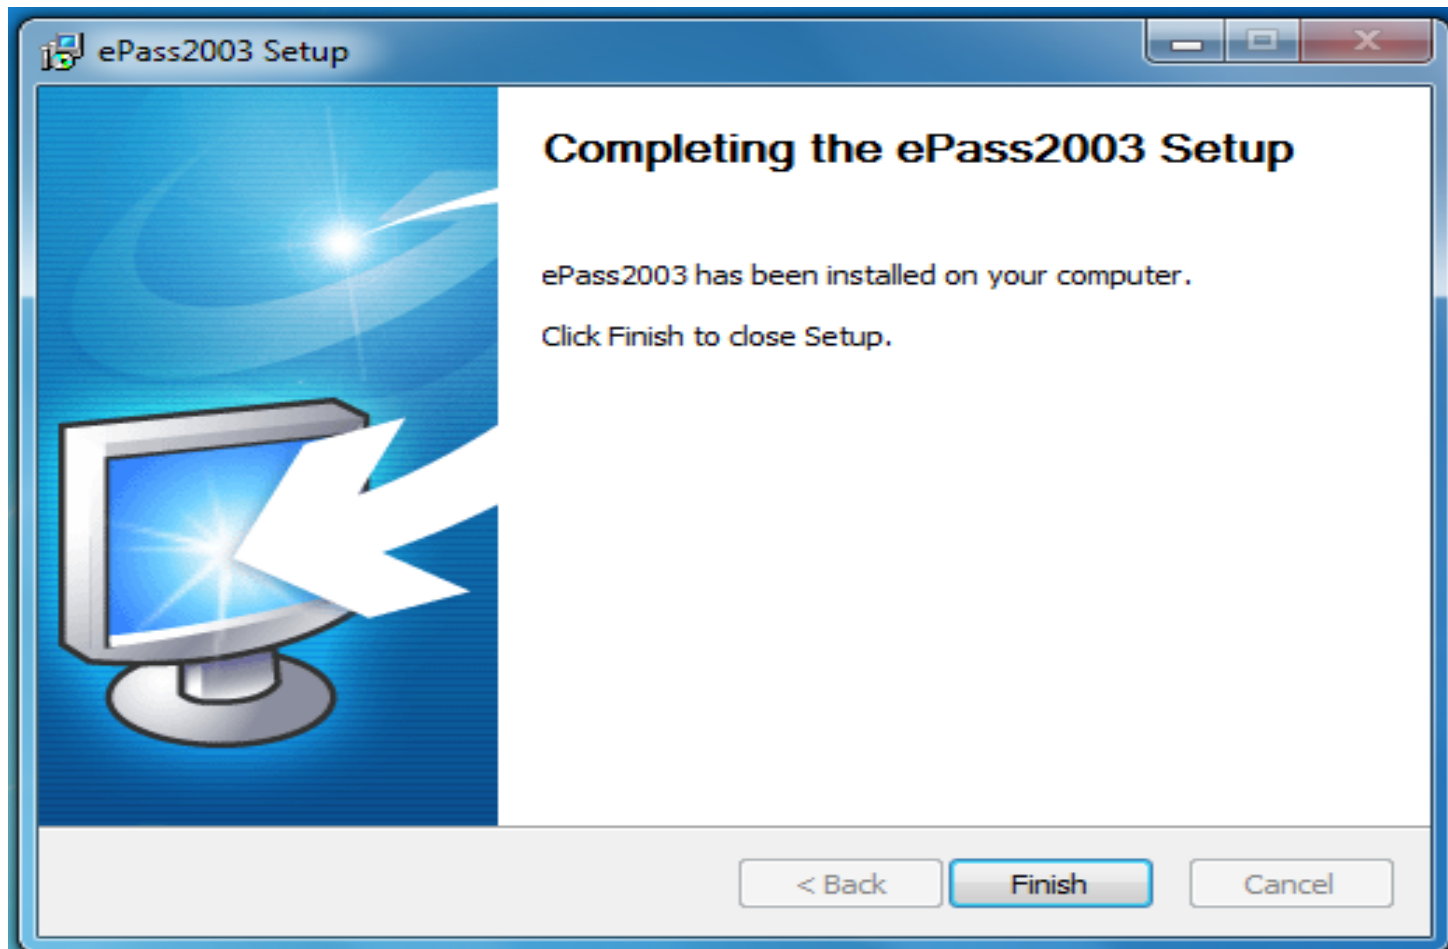 ePass2003 Setup
Completing the ePass2003 Setup
ePass2003 has been installed on your computer.
Click Finish to close Setup.
< Back
Finish
Cancel